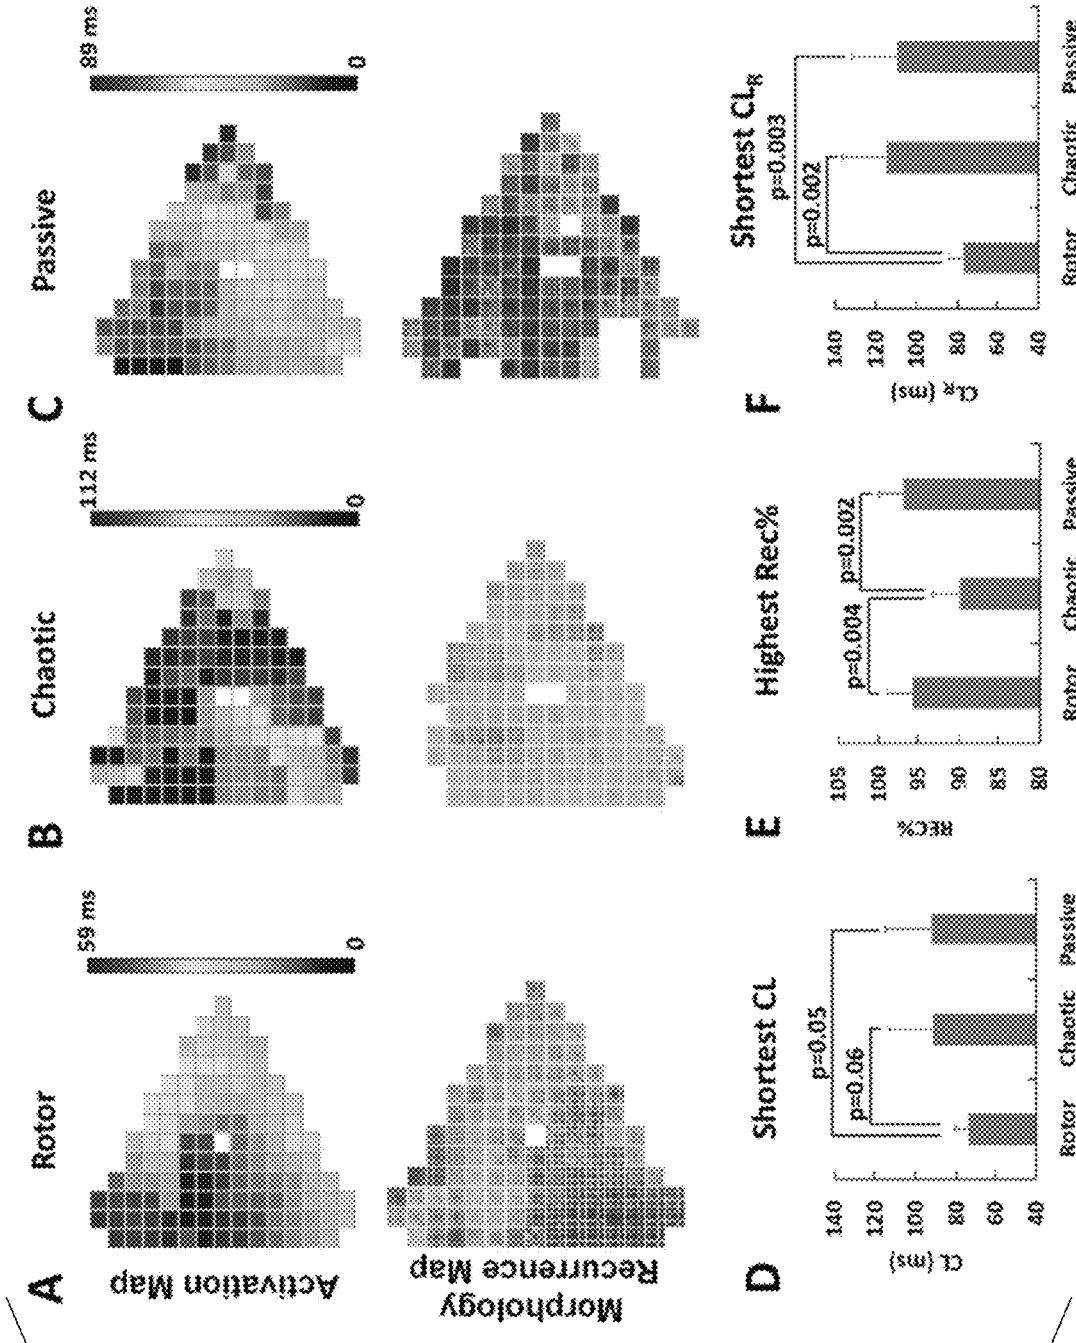 A
Rotor
59 ms
0
Activation Map
Morphology
Recurrence Map
B
Chaotic
112 ms
0
C
Passive
89 ms
0
D
Shortest CL
p=0.05
p=0.06
CL (ms)
140
120
100
80
60
40
Rotor Chaotic Passive
E
Highest Rec%
p=0.004
p=0.002
REC%
105
100
95
90
85
80
Rotor Chaotic Passive
F
Shortest CLR
p=0.003
p=0.002
CLR (ms)
140
120
100
80
60
40
Rotor Chaotic Passive